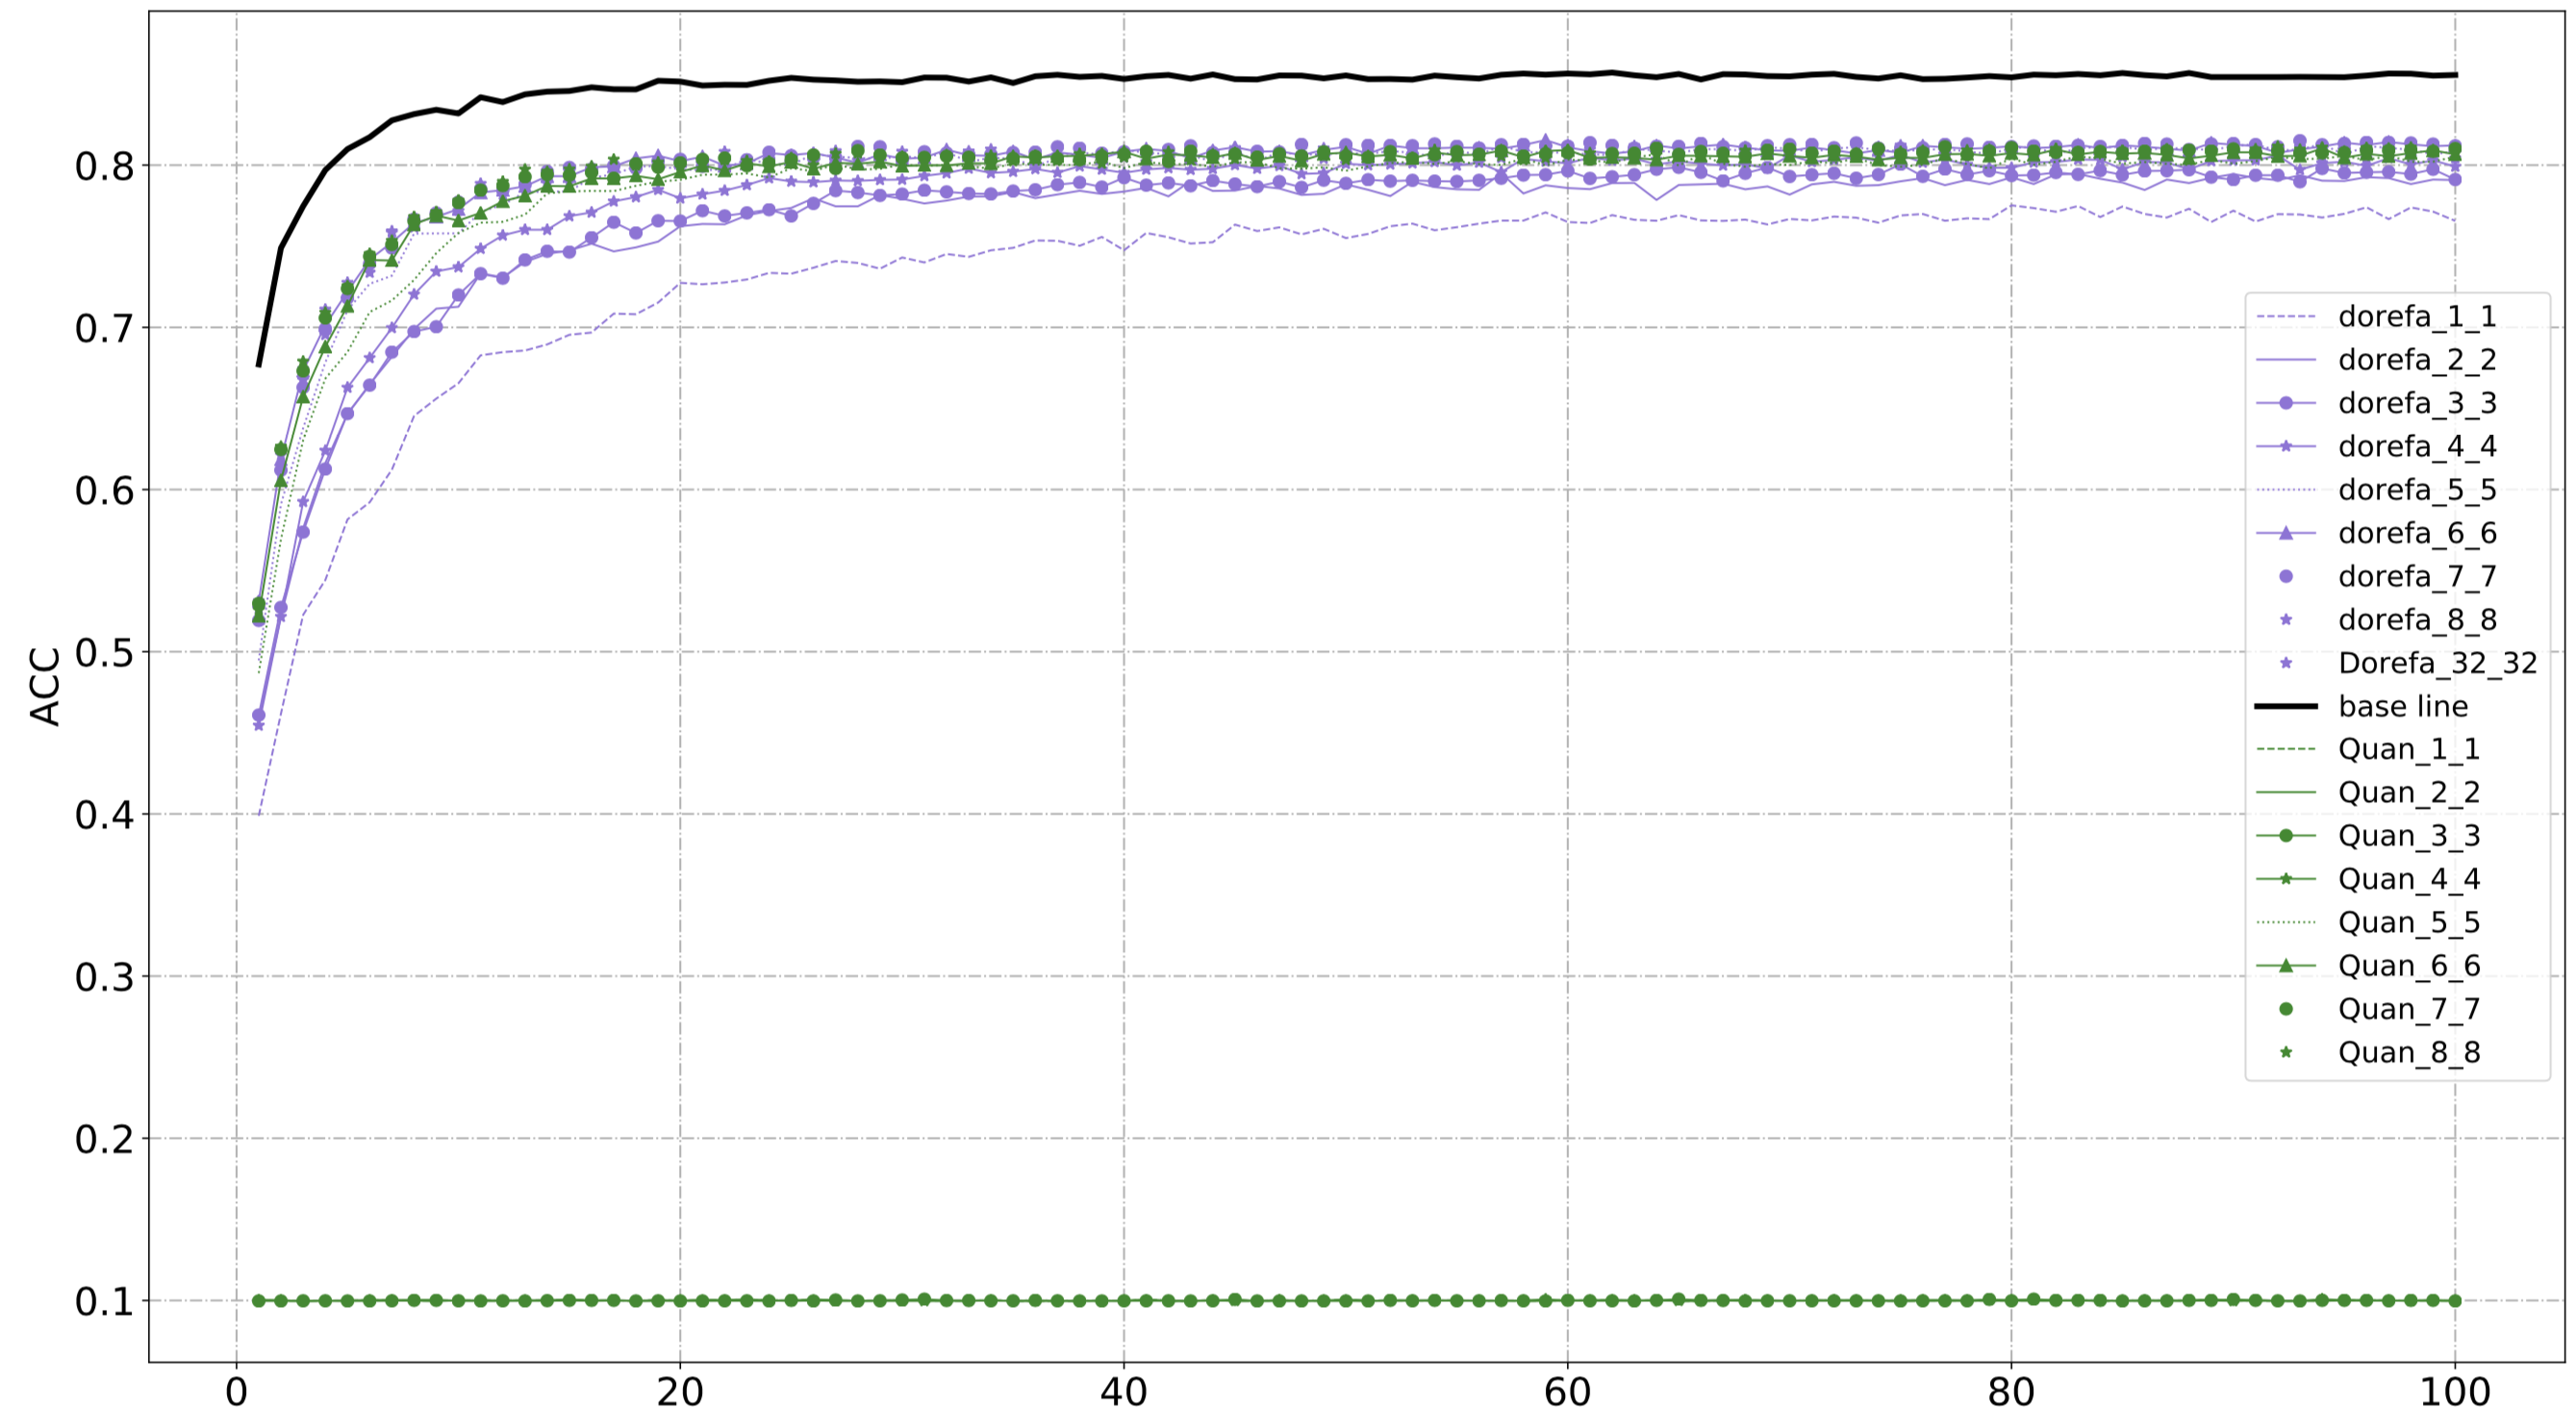 ACC
0.8
0.7
0.6
0.5
0.4
0.3
0.2
0.1
0 20 40 60 80 100
dorefa_1_1
dorefa_2_2
dorefa_3_3
dorefa_4_4
dorefa_5_5
dorefa_6_6
dorefa_7_7
dorefa_8_8
Dorefa_32_32
base line
Quan_1_1
Quan_2_2
Quan_3_3
Quan_4_4
Quan_5_5
Quan_6_6
Quan_7_7
Quan_8_8